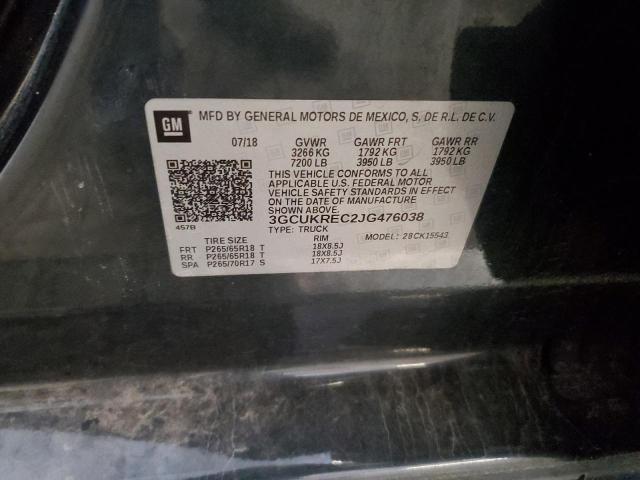 GM MFD BY GENERAL MOTORS DE MEXICO, S. DE R.L. DE C.V.
07/18 GVWR GAWR FRT GAWR RR
3266 KG 1792 KG 1792 KG
7200 LB 3950 LB 3950 LB
THIS VEHICLE CONFORMS TO ALL
APPLICABLE U.S. FEDERAL MOTOR
VEHICLE SAFETY STANDARDS IN EFFECT
ON THE DATE OF MANUFACTURE
SHOWN ABOVE.
3GCUKREC2JG476038
457B TYPE: TRUCK MODEL: 28CK15543
TIRE SIZE RIM
FRT P265/65R18 T 18X8.5J
RR P265/65R18 T 18X8.5J
SPA P265/70R17 S 17X7.5J